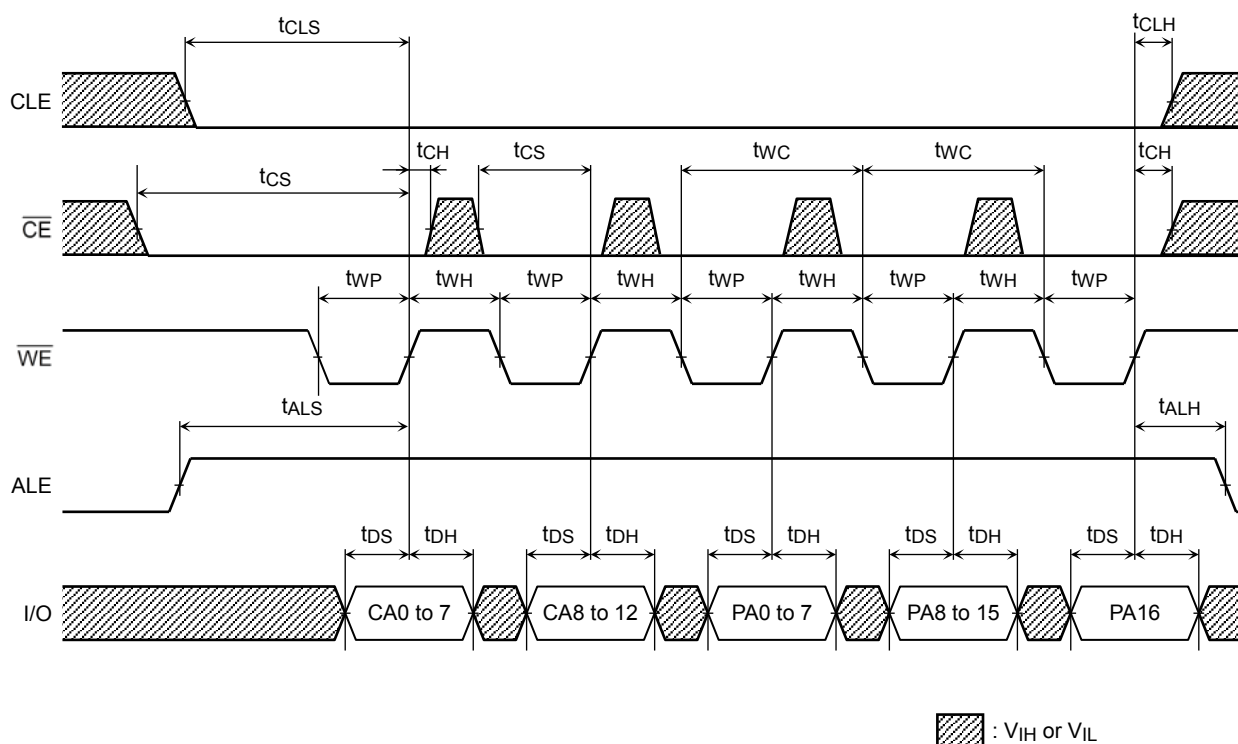 tCLS tCLH
CLE
tCH tCS tWC tWC tCH
tCS
CE
tWP tWH tWP tWH tWP tWH tWP tWH tWP
WE
tALS tALH
ALE
tDS tDH tDS tDH tDS tDH tDS tDH tDS tDH
I/O CA0 to 7 CA8 to 12 PA0 to 7 PA8 to 15 PA16
: VIH or VIL